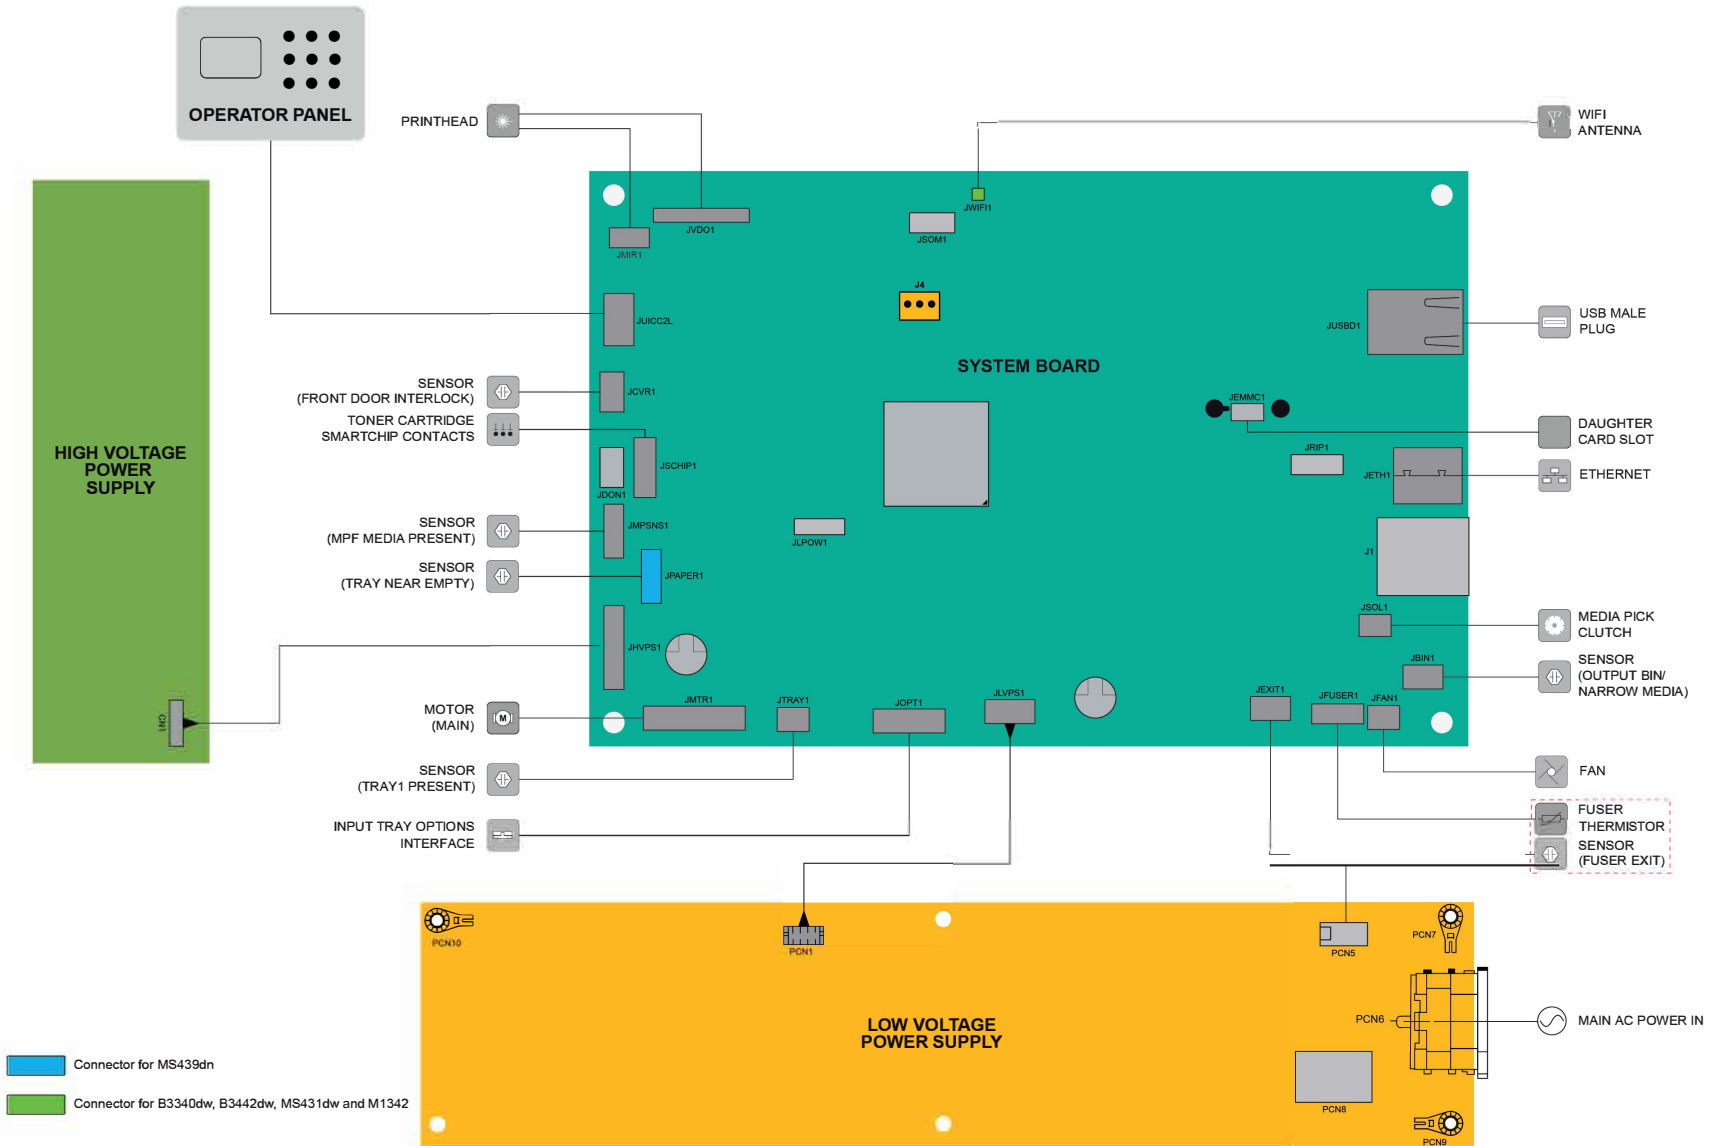 OPERATOR PANEL
PRINTHEAD
WIFI
ANTENNA
JWIFI1
JVDO1
JSOM1
JMIR1
J4
JUICC2L
JUSBD1
USB MALE
PLUG
SYSTEM BOARD
SENSOR
(FRONT DOOR INTERLOCK)
JCVR1
JEMMC1
TONER CARTRIDGE
SMARTCHIP CONTACTS
DAUGHTER
CARD SLOT
HIGH VOLTAGE
POWER
SUPPLY
JSCHIP1
JRIP1
JETH1
ETHERNET
JDON1
SENSOR
(MPF MEDIA PRESENT)
JMPSNS1
JLPOW1
J1
SENSOR
(TRAY NEAR EMPTY)
JPAPER1
JSOL1
MEDIA PICK
CLUTCH
JHVPS1
JBIN1
SENSOR
(OUTPUT BIN/
NARROW MEDIA)
CN1
MOTOR
(MAIN)
JMTR1
JTRAY1
JOPT1
JLVPS1
JEXIT1
JFUSER1
JFAN1
SENSOR
(TRAY1 PRESENT)
FAN
INPUT TRAY OPTIONS
INTERFACE
FUSER
THERMISTOR
SENSOR
(FUSER EXIT)
PCN10
PCN1
PCN5
PCN7
LOW VOLTAGE
POWER SUPPLY
PCN6
MAIN AC POWER IN
Connector for MS439dn
Connector for B3340dw, B3442dw, MS431dw and M1342
PCN8
PCN9